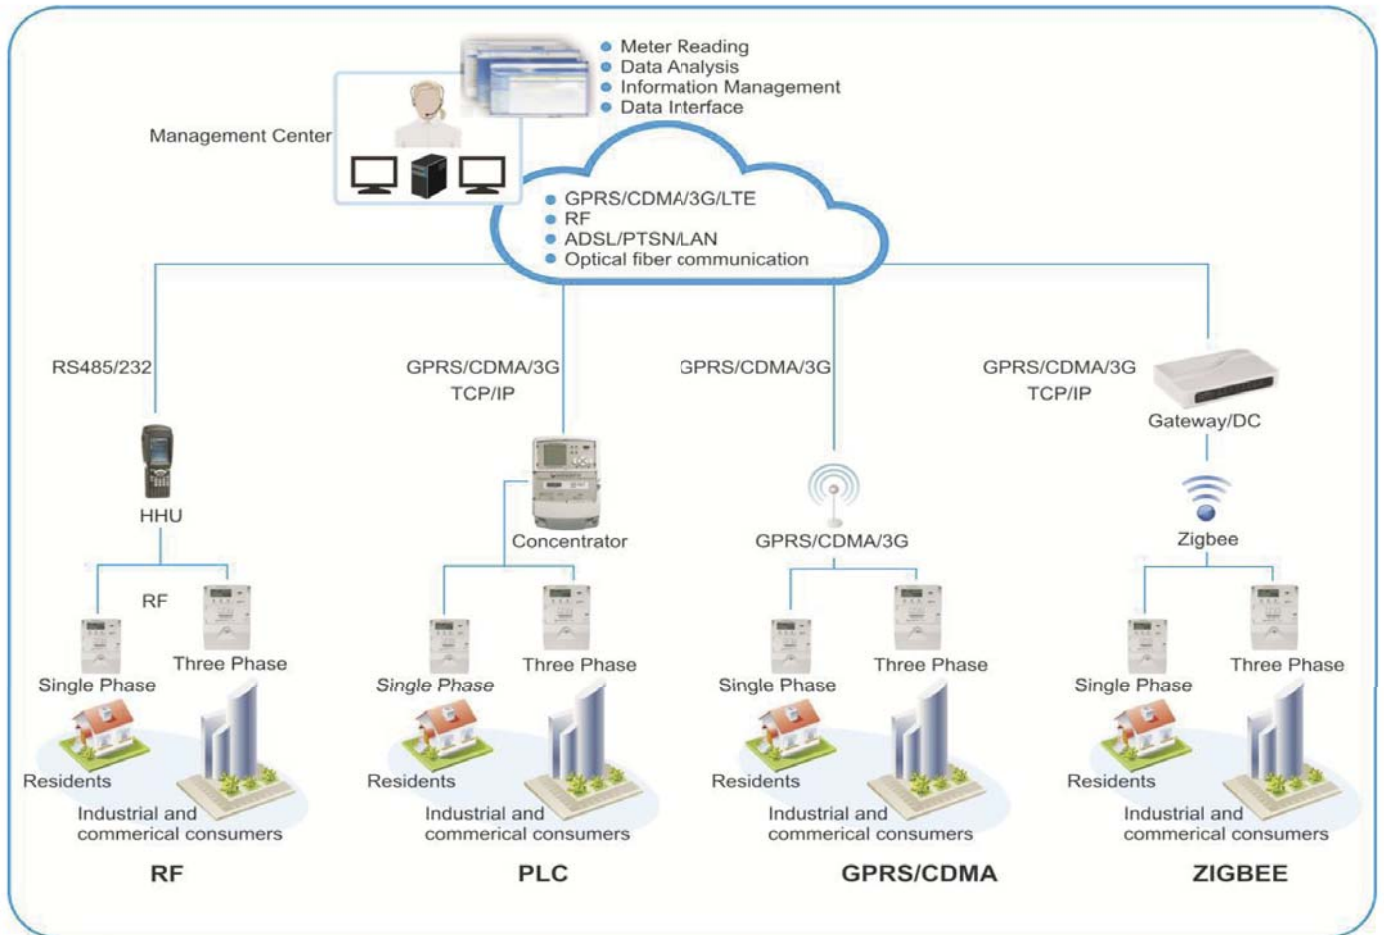 Meter Reading
Data Analysis
Information Management
Data Interface
Management Center
GPRS/CDMA/3G/LTE
RF
ADSL/PTSN/LAN
Optical fiber communication
RS485/232
GPRS/CDMA/3G
TCP/IP
GPRS/CDMA/3G
GPRS/CDMA/3G
TCP/IP
Gateway/DC
HHU
Concentrator
GPRS/CDMA/3G
Zigbee
RF
Three Phase
Single Phase
Three Phase
Single Phase
Three Phase
Single Phase
Three Phase
Single Phase
Residents
Residents
Residents
Residents
Industrial and
commerical consumers
Industrial and
commerical consumers
Industrial and
commerical consumers
Industrial and
commerical consumers
RF
PLC
GPRS/CDMA
ZIGBEE